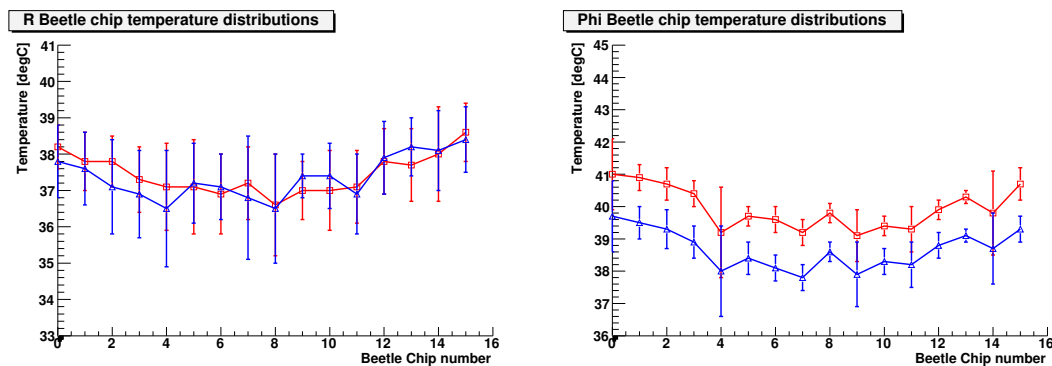 R Beetle chip temperature distributions
Temperature [degC]
41
40
39
38
37
36
35
34
33
0 2 4 6 8 10 12 14 16
Beetle Chip number
Phi Beetle chip temperature distributions
Temperature [degC]
45
44
43
42
41
40
39
38
37
36
0 2 4 6 8 10 12 14 16
Beetle Chip number